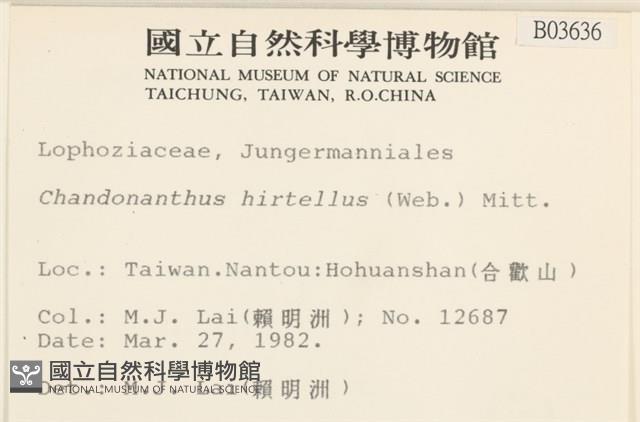 國立自然科學博物館
B03636
NATIONAL MUSEUM OF NATURAL SCIENCE
TAICHUNG, TAIWAN, R.O.CHINA
Lophoziaceae, Jungermanniales
Chandonanthus hirtellus (Web.) Mitt.
Loc.: Taiwan.Nantou:Hohuanshan(合歡山)
Col.: M.J. Lai(賴明洲); No. 12687
Date: Mar. 27, 1982.
國立自然科學博物館
NATIONAL MUSEUM OF NATURAL SCIENCE
M.J. Lai(賴明洲)